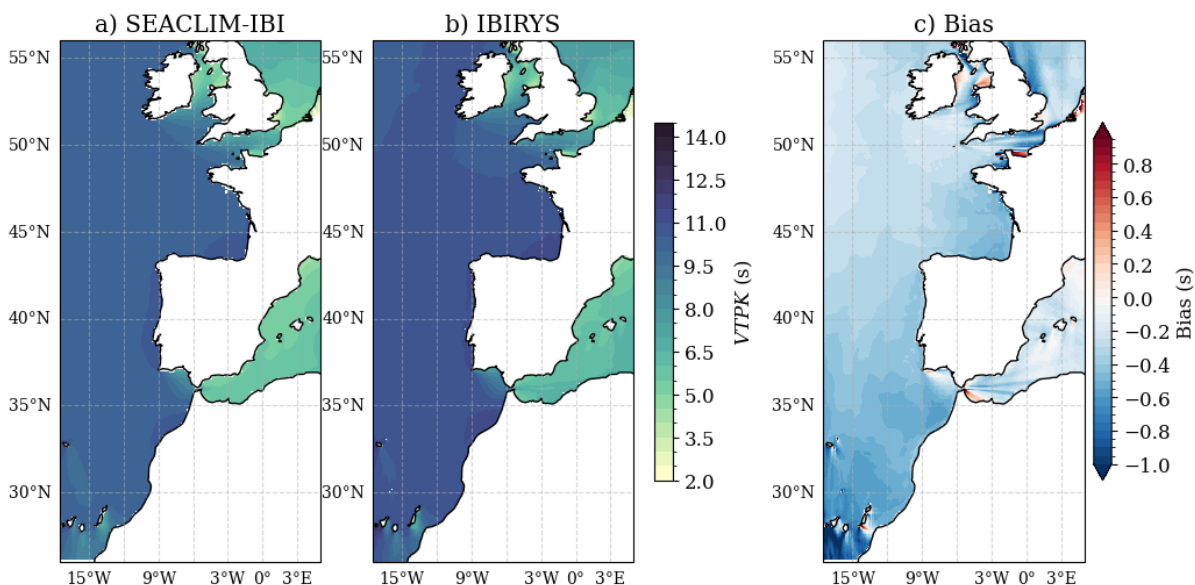 a) SEACLIM-IBI
b) IBIRYS
c) Bias
55°N
50°N
45°N
40°N
35°N
30°N
15°W
9°W
3°W
0°
3°E
55°N
50°N
45°N
40°N
35°N
30°N
15°W
9°W
3°W
0°
3°E
14.0
12.5
11.0
9.5
8.0
6.5
5.0
3.5
2.0
VTPK (s)
55°N
50°N
45°N
40°N
35°N
30°N
15°W
9°W
3°W
0°
3°E
0.8
0.6
0.4
0.2
0.0
−0.2
−0.4
−0.6
−0.8
−1.0
Bias (s)